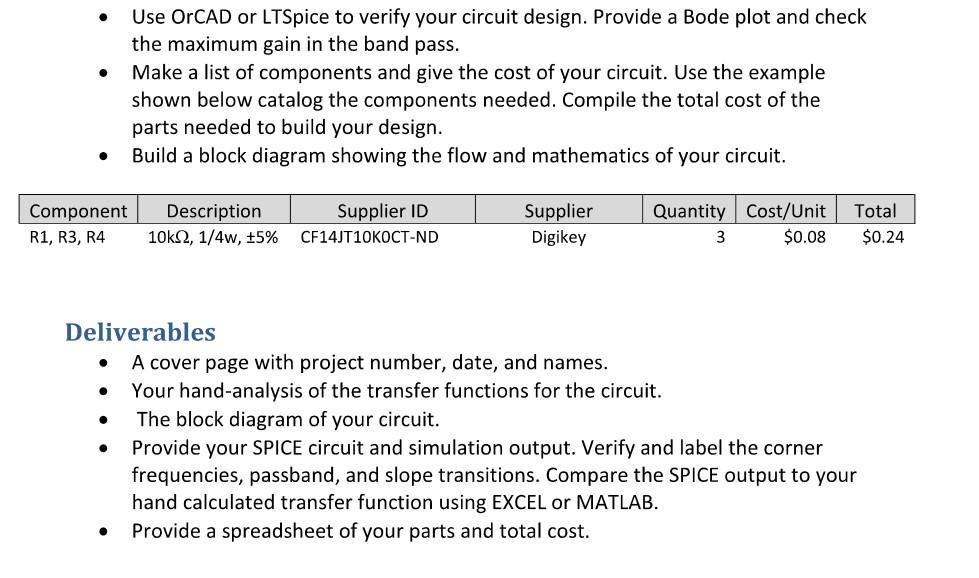 • Use OrCAD or LTSpice to verify your circuit design. Provide a Bode plot and check
the maximum gain in the band pass.
• Make a list of components and give the cost of your circuit. Use the example
shown below catalog the components needed. Compile the total cost of the
parts needed to build your design.
• Build a block diagram showing the flow and mathematics of your circuit.
Component Description Supplier ID Supplier Quantity Cost/Unit Total
R1, R3, R4 10kΩ, 1/4w, ±5% CF14JT10K0CT-ND Digikey 3 $0.08 $0.24
Deliverables
• A cover page with project number, date, and names.
• Your hand-analysis of the transfer functions for the circuit.
• The block diagram of your circuit.
• Provide your SPICE circuit and simulation output. Verify and label the corner
frequencies, passband, and slope transitions. Compare the SPICE output to your
hand calculated transfer function using EXCEL or MATLAB.
• Provide a spreadsheet of your parts and total cost.